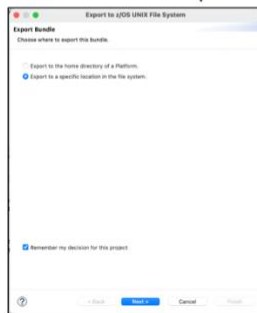 Export to z/OS UNIX File System
Export Bundle
Choose where to export this bundle.
Export to the home directory of a Platform.
Export to a specific location in the file system.
Remember my decision for this project
?
< Back
Next >
Cancel
Finish